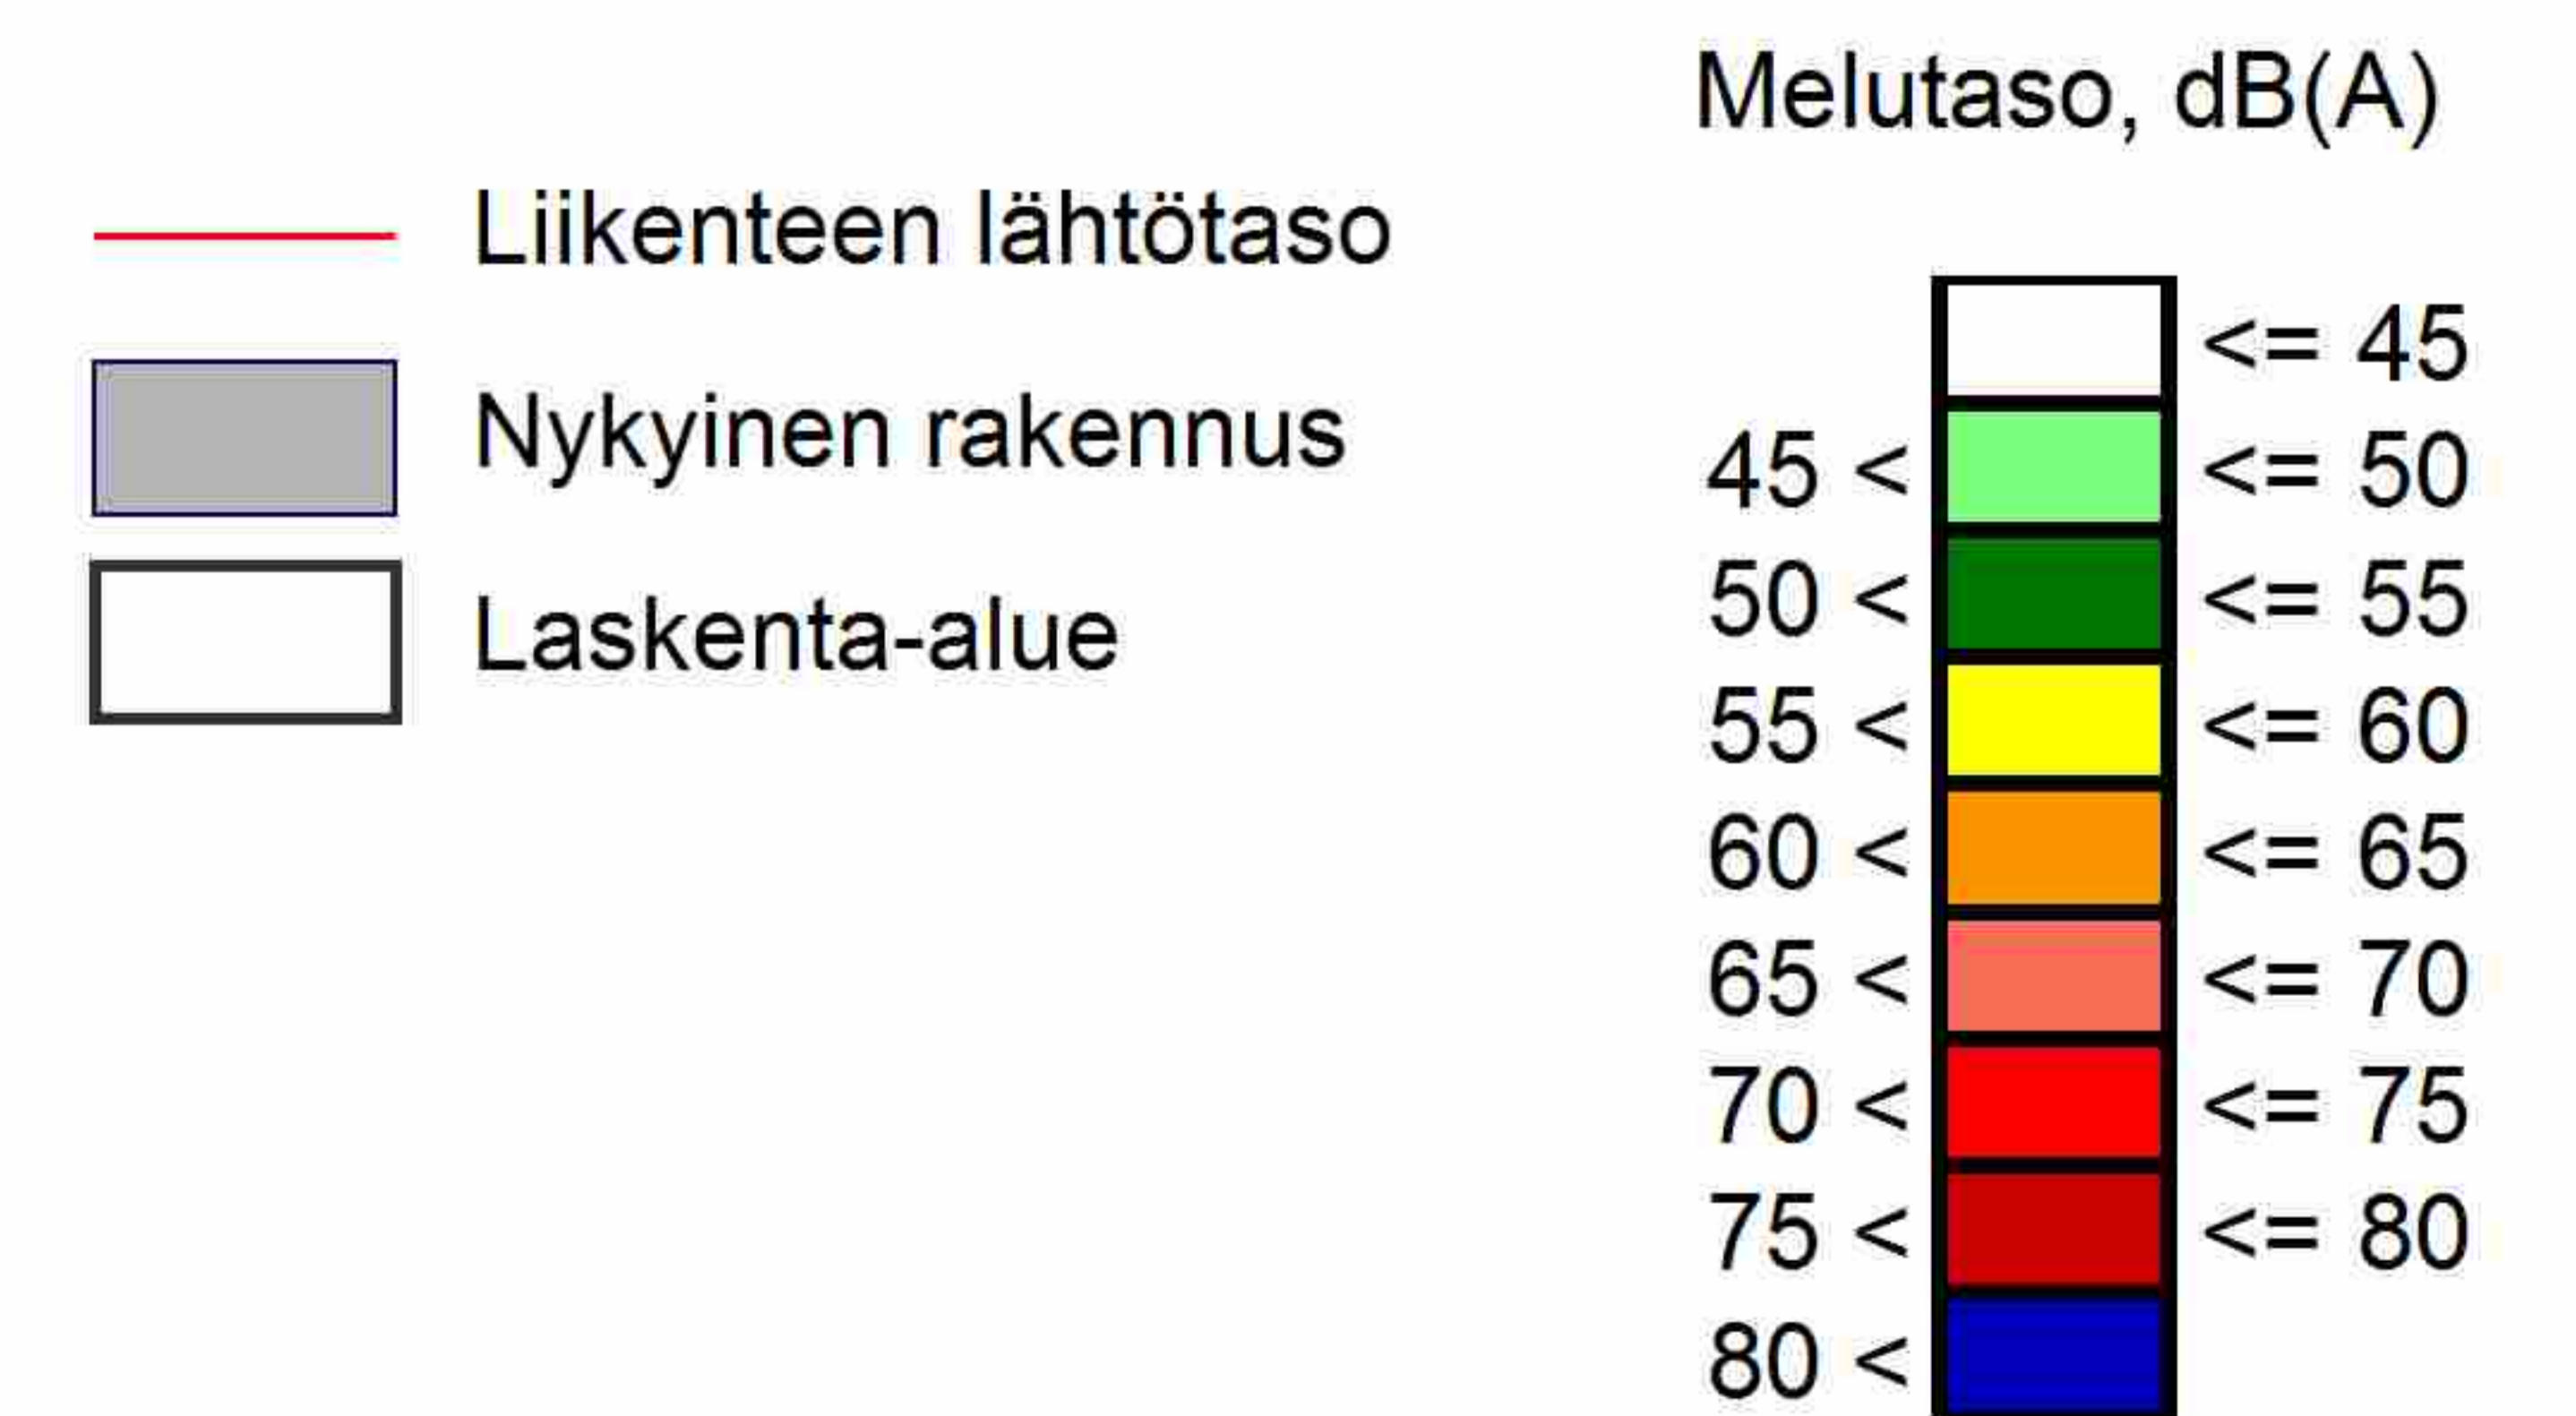 Melutaso, dB(A)
Liikenteen lähtötaso
Nykyinen rakennus
Laskenta-alue
<= 45
45 < <= 50
50 < <= 55
55 < <= 60
60 < <= 65
65 < <= 70
70 < <= 75
75 < <= 80
80 <